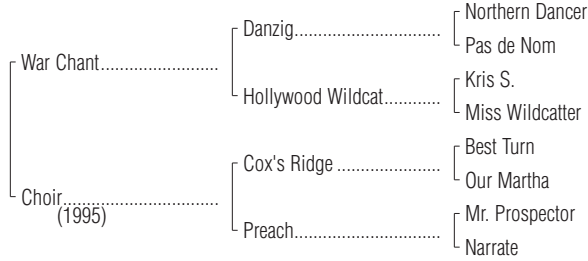 Northern Dancer
Danzig
Pas de Nom
War Chant
Kris S.
Hollywood Wildcat
Miss Wildcatter
Best Turn
Cox's Ridge
Our Martha
Choir
(1995)
Mr. Prospector
Preach
Narrate